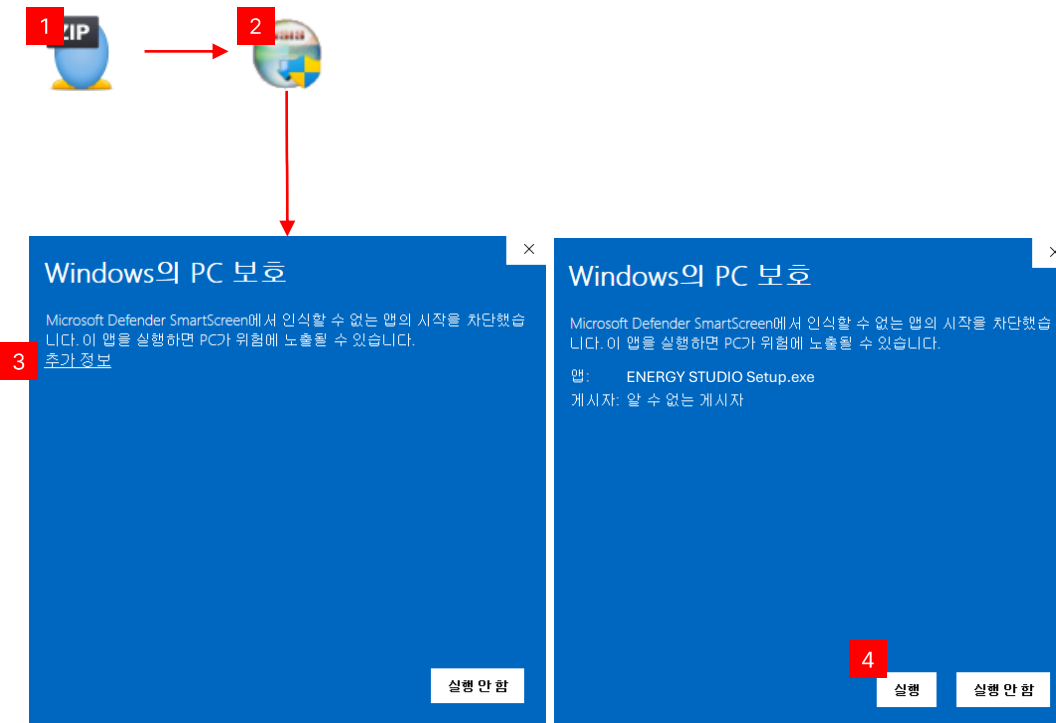 1
ZIP
2
NSIS
Windows의 PC 보호
Microsoft Defender SmartScreen에서 인식할 수 없는 앱의 시작을 차단했습
니다. 이 앱을 실행하면 PC가 위험에 노출될 수 있습니다.
3
추가 정보
실행 안 함
Windows의 PC 보호
Microsoft Defender SmartScreen에서 인식할 수 없는 앱의 시작을 차단했습
니다. 이 앱을 실행하면 PC가 위험에 노출될 수 있습니다.
앱: ENERGY STUDIO Setup.exe
게시자: 알 수 없는 게시자
4
실행
실행 안 함